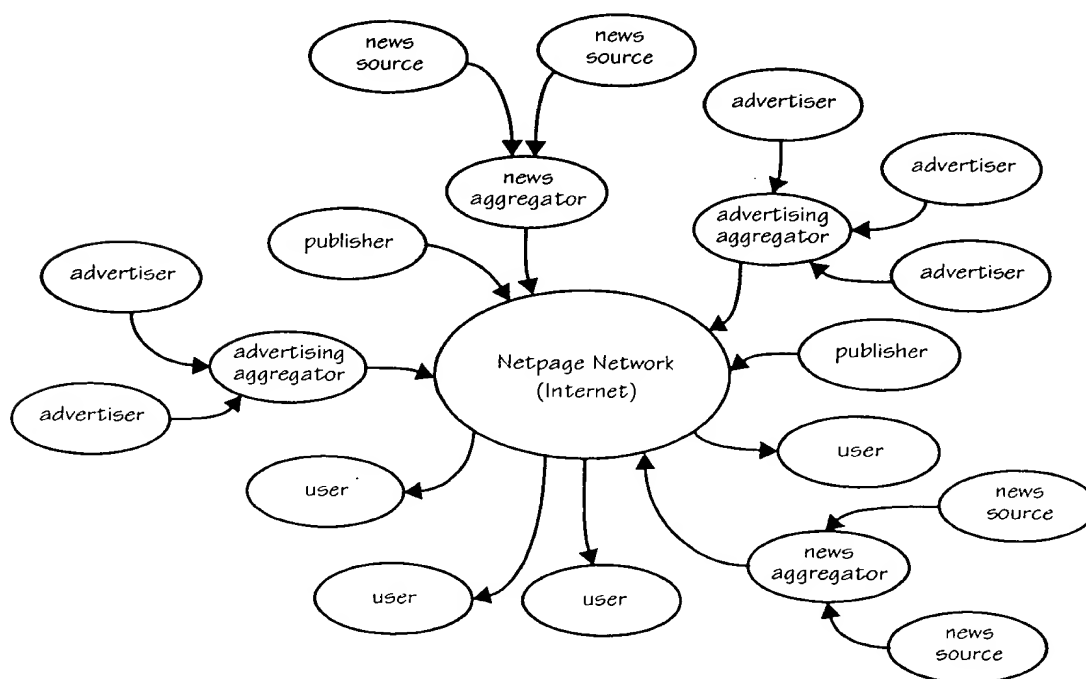 news
source
news
source
advertiser
advertiser
news
aggregator
advertising
aggregator
publisher
advertiser
advertiser
advertising
aggregator
Netpage Network
(Internet)
publisher
advertiser
user
user
news
source
news
aggregator
user
user
news
source